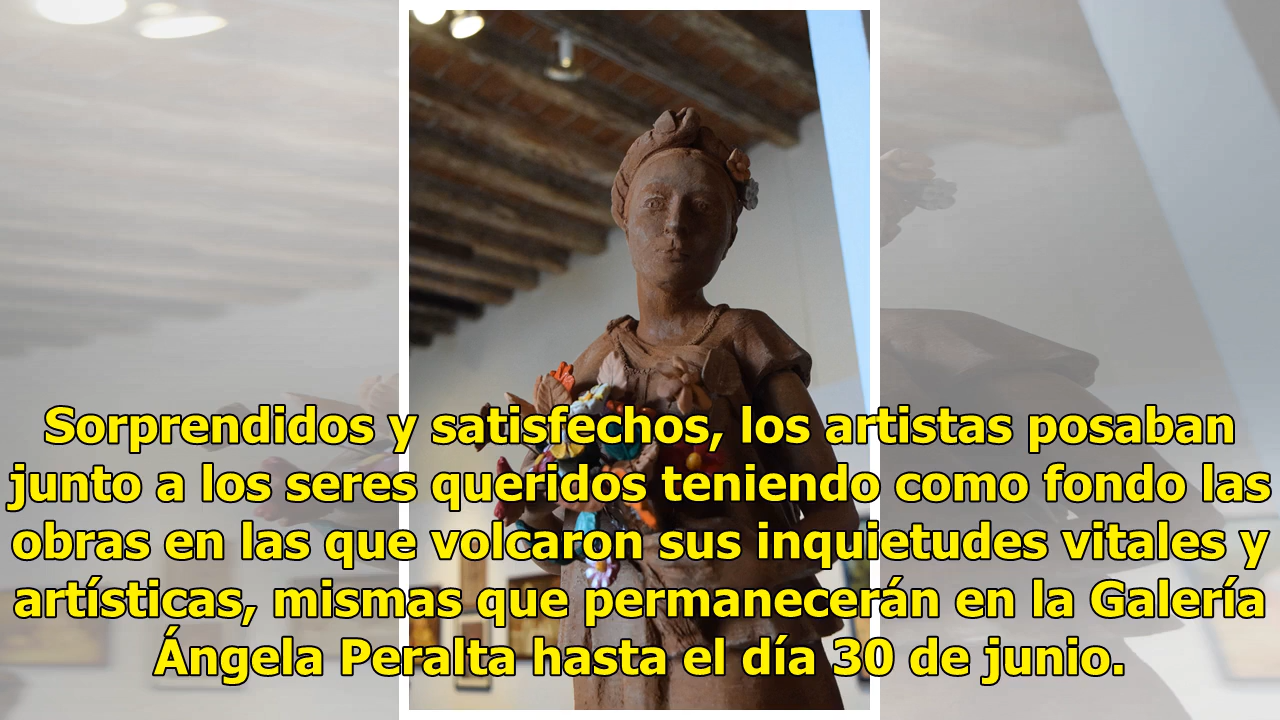 Sorprendidos y satisfechos, los artistas posaban
junto a los seres queridos teniendo como fondo las
obras en las que volcaron sus inquietudes vitales y
artísticas, mismas que permanecerán en la Galería
Ángela Peralta hasta el día 30 de junio.